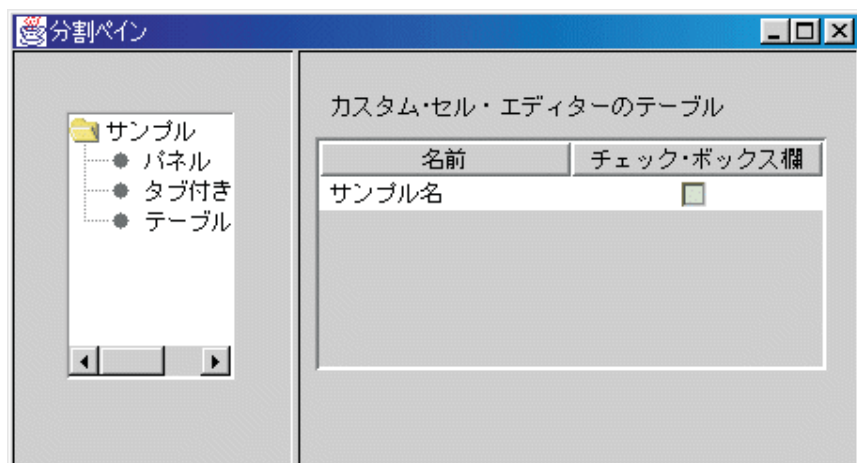 分割ペイン
サンプル
パネル
タブ付き
テーブル
カスタム･セル・エディターのテーブル
名前 チェック･ボックス欄
サンプル名